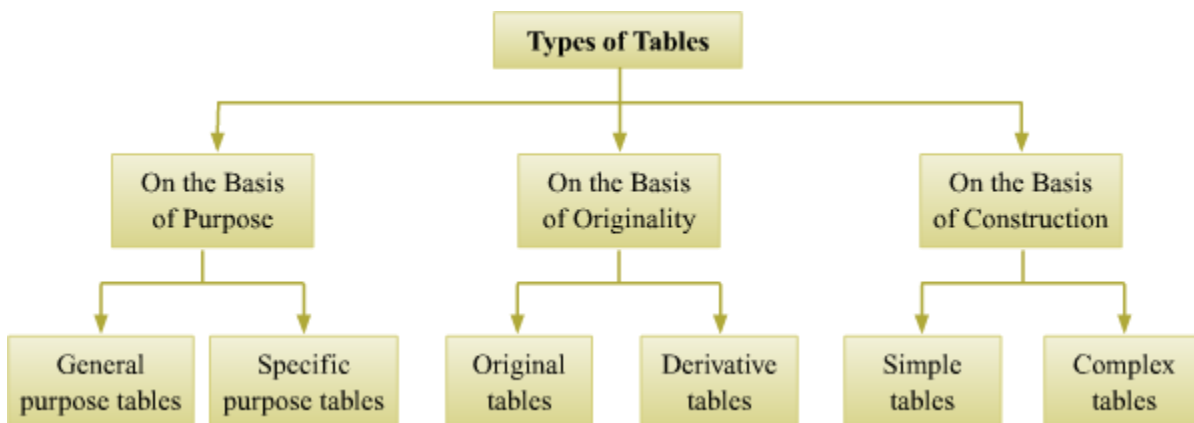 Types of Tables
On the Basis
of Purpose
On the Basis
of Originality
On the Basis
of Construction
General
purpose tables
Specific
purpose tables
Original
tables
Derivative
tables
Simple
tables
Complex
tables